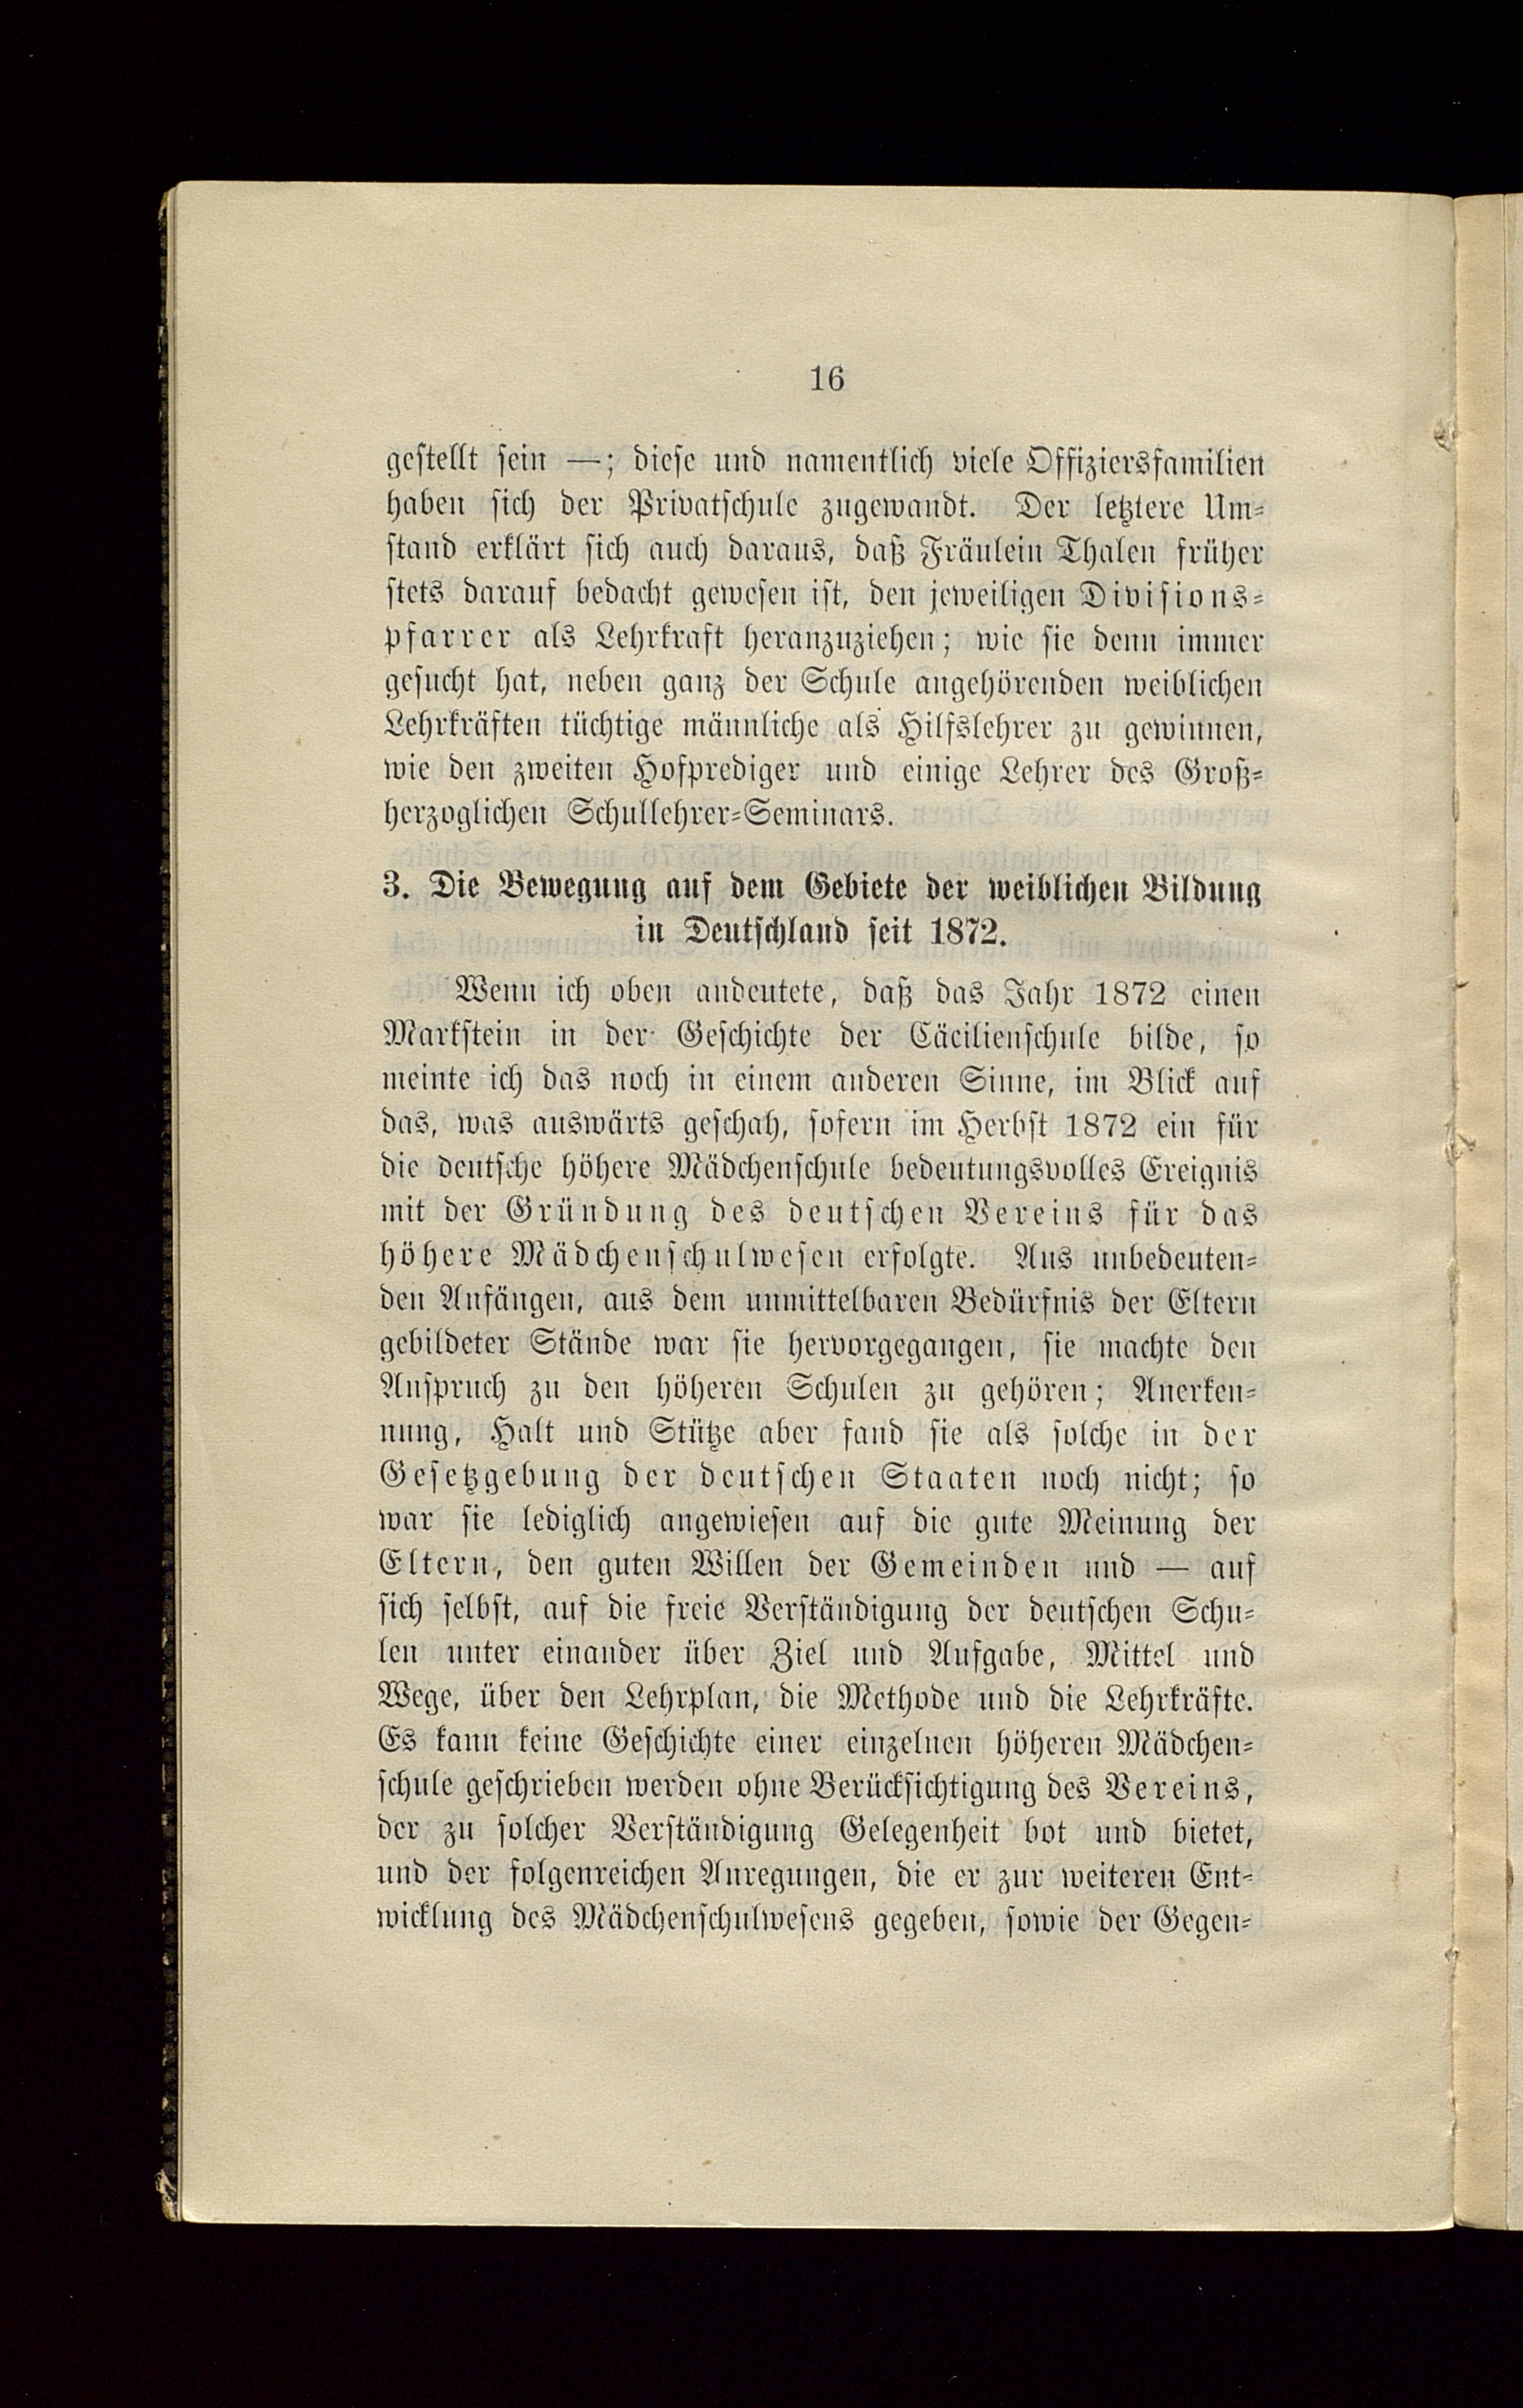 16
gestellt sein —; diese und namentlich viele Offiziersfamilien
haben sich der Privatschule zugewandt. Der letztere Um-
stand erklärt sich auch daraus, daß Fräulein Thalen früher
stets darauf bedacht gewesen ist, den jeweiligen Divisions-
pfarrer als Lehrkraft heranzuziehen; wie sie denn immer
gesucht hat, neben ganz der Schule angehörenden weiblichen
Lehrkräften tüchtige männliche als Hilfslehrer zu gewinnen,
wie den zweiten Hofprediger und einige Lehrer des Groß-
herzoglichen Schullehrer-Seminars.
3. Die Bewegung auf dem Gebiete der weiblichen Bildung
in Deutschland seit 1872.
Wenn ich oben andeutete, daß das Jahr 1872 einen
Markstein in der Geschichte der Cäcilienschule bilde, so
meinte ich das noch in einem anderen Sinne, im Blick auf
das, was auswärts geschah, sofern im Herbst 1872 ein für
die deutsche höhere Mädchenschule bedeutungsvolles Ereignis
mit der Gründung des deutschen Vereins für das
höhere Mädchenschulwesen erfolgte. Aus unbedeuten-
den Anfängen, aus dem unmittelbaren Bedürfnis der Eltern
gebildeter Stände war sie hervorgegangen, sie machte den
Anspruch zu den höheren Schulen zu gehören; Anerken-
nung, Halt und Stütze aber fand sie als solche in der
Gesetzgebung der deutschen Staaten noch nicht; so
war sie lediglich angewiesen auf die gute Meinung der
Eltern, den guten Willen der Gemeinden und — auf
sich selbst, auf die freie Verständigung der deutschen Schu-
len unter einander über Ziel und Aufgabe, Mittel und
Wege, über den Lehrplan, die Methode und die Lehrkräfte.
Es kann keine Geschichte einer einzelnen höheren Mädchen-
schule geschrieben werden ohne Berücksichtigung des Vereins,
der zu solcher Verständigung Gelegenheit bot und bietet,
und der folgenreichen Anregungen, die er zur weiteren Ent-
wicklung des Mädchenschulwesens gegeben, sowie der Gegen-